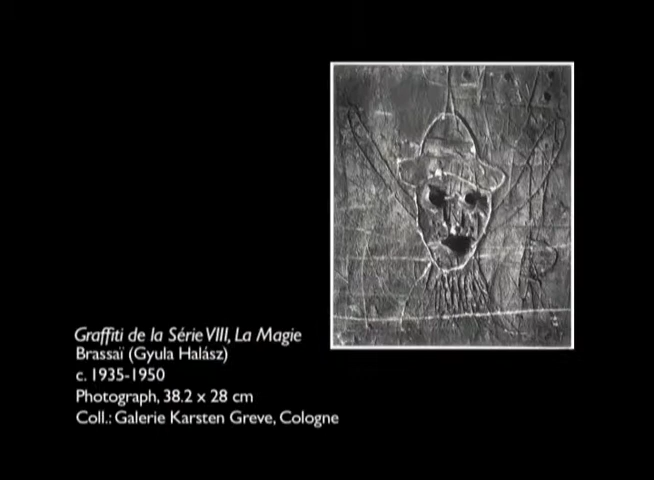 Graffiti de la Série VIII, La Magie
Brassaï (Gyula Halász)
c. 1935-1950
Photograph, 38.2 x 28 cm
Coll.: Galerie Karsten Greve, Cologne